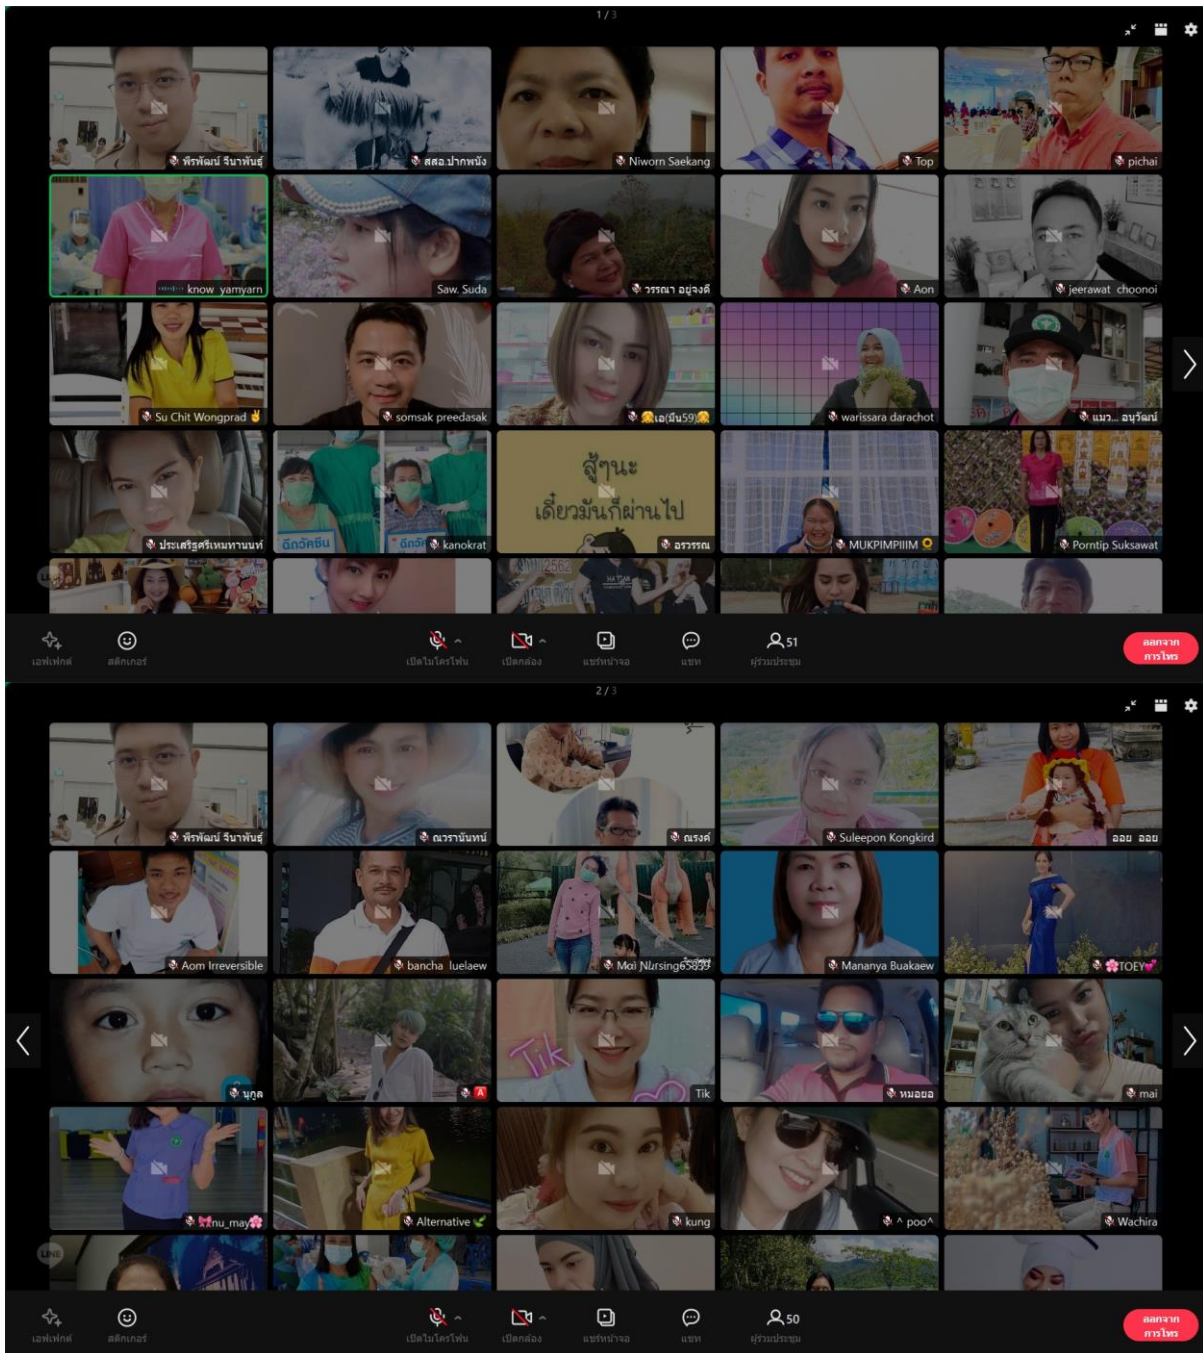 1 / 3
พีรพัฒน์ จีนาพันธุ์
สสอ.ปากพนัง
Niworn Saekang
Top
pichai
know yamyarn
Saw. Suda
วรรณา อยู่จงดี
Aon
jeerawat choonoi
Su Chit Wongprad ✌
somsak preedasak
เอ(มีน59)
warissara darachot
แมว... อนุวัฒน์
ประเสริฐศรีเหมทานนท์
ฉีดวัคซีน
kanokrat
สู้ๆนะ
เดี๋ยวมันก็ผ่านไป
อรวรรณ
MUKPIMPIIIM 🌻
Porntip Suksawat
2562
เอฟเฟกต์
สติกเกอร์
เปิดไมโครโฟน
เปิดกล้อง
แชร์หน้าจอ
แชท
51
ผู้ร่วมประชุม
ออกจาก
การโทร
2 / 3
พีรพัฒน์ จีนาพันธุ์
ณวรานันทน์
ณรงค์
Suleepon Kongkird
ออย ออย
Aom Irreversible
bancha luelaew
Mananya Buakaew
🌸TOEY💕
นุกูล
A
Tik
Tik
หมอยอ
mai
🎀nu_may🌸
Alternative 🌿
kung
^ poo^
Wachira
LINE
เอฟเฟกต์
สติกเกอร์
เปิดไมโครโฟน
เปิดกล้อง
แชร์หน้าจอ
แชท
50
ผู้ร่วมประชุม
ออกจาก
การโทร